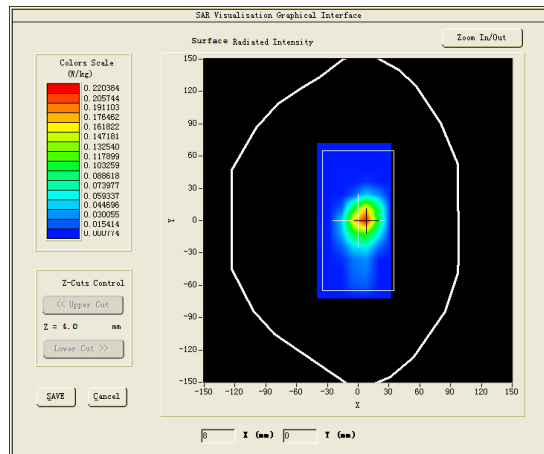 SAR Visualisation Graphical Interface
Surface Radiated Intensity
Zoom In/Out
Colors Scale
(W/kg)
0.220384
0.205744
0.191103
0.176462
0.161822
0.147181
0.132540
0.117899
0.103259
0.088618
0.073977
0.059337
0.044696
0.030055
0.015414
0.000774
Z-Cuts Control
<< Upper Cut
Z = 4.0 mm
Lower Cut >>
SAVE
Cancel
150
120
90
60
30
0
-30
-60
-90
-120
-150
Y
-150 -120 -90 -60 -30 0 30 60 90 120 150
X
8 X (mm) 0 Y (mm)